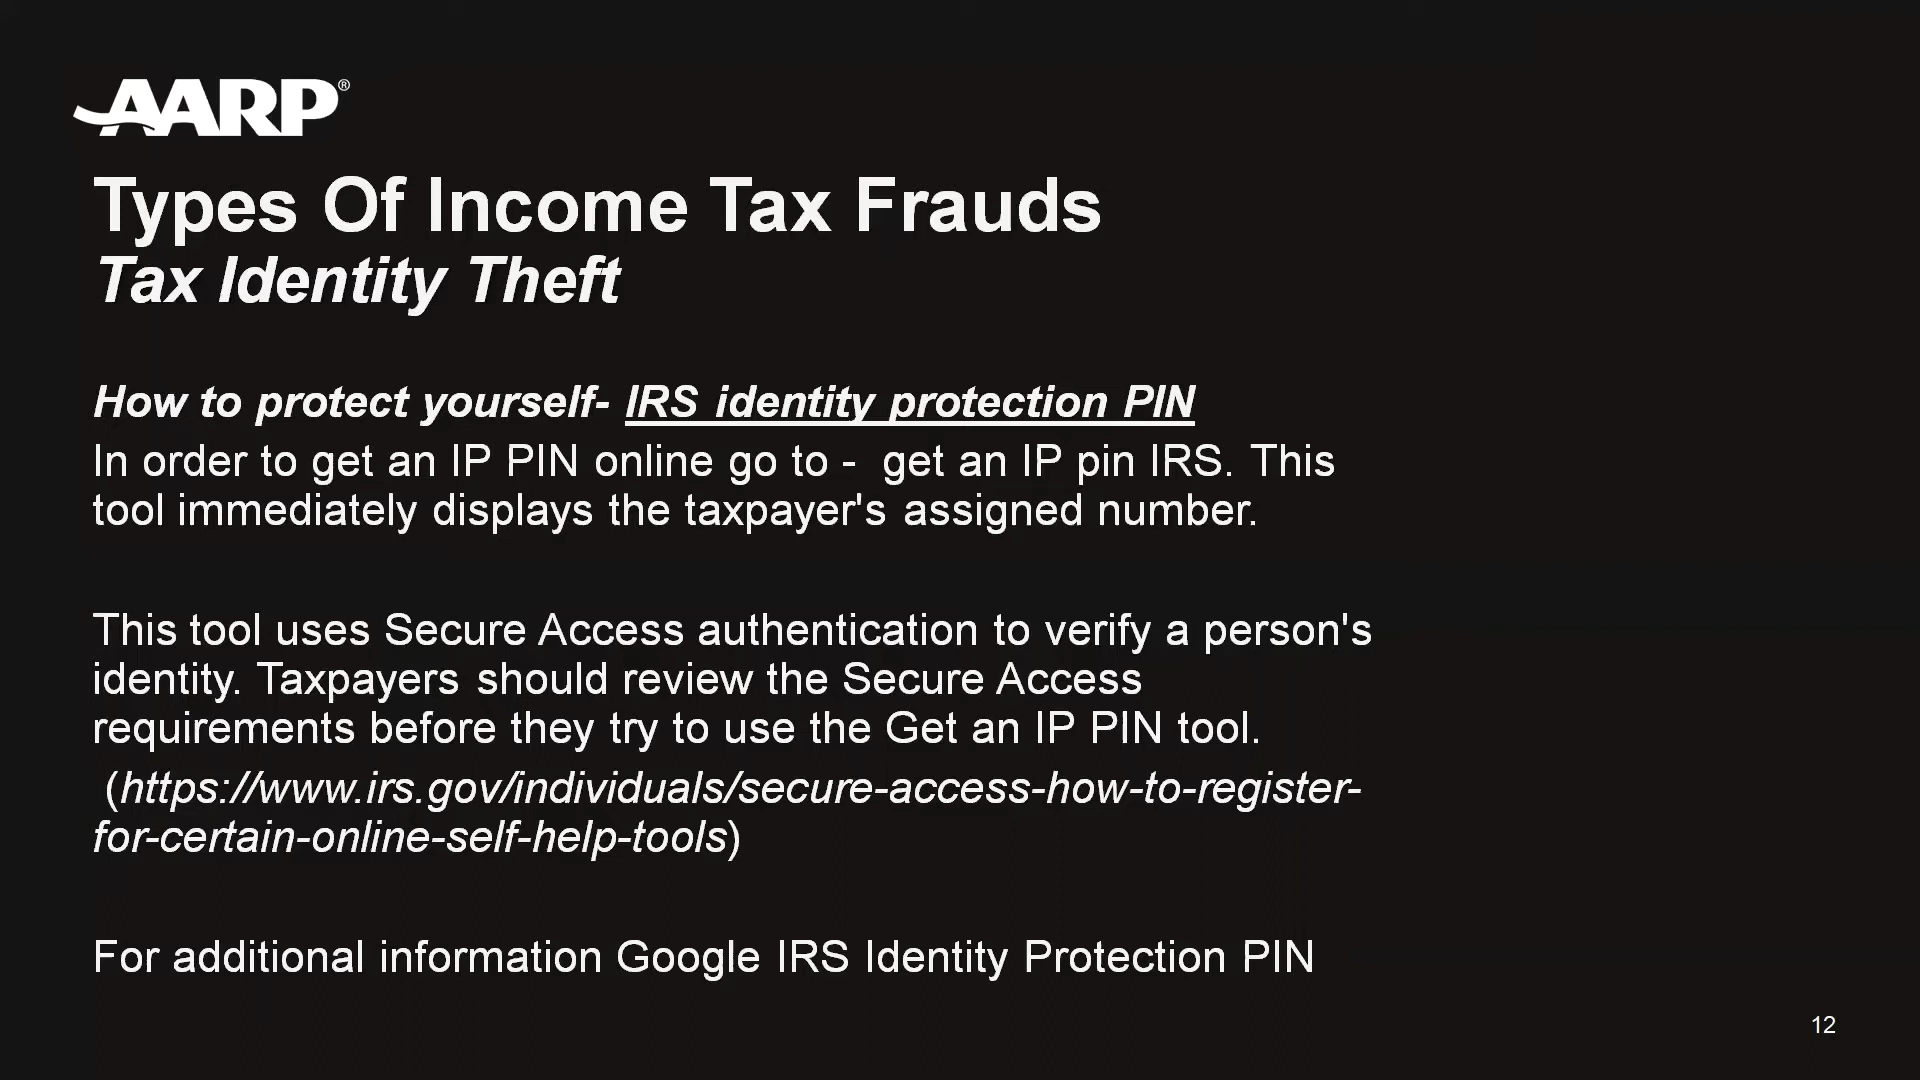 AARP®
Types Of Income Tax Frauds
Tax Identity Theft
How to protect yourself- IRS identity protection PIN
In order to get an IP PIN online go to -  get an IP pin IRS. This
tool immediately displays the taxpayer's assigned number.
This tool uses Secure Access authentication to verify a person's
identity. Taxpayers should review the Secure Access
requirements before they try to use the Get an IP PIN tool.
(https://www.irs.gov/individuals/secure-access-how-to-register-
for-certain-online-self-help-tools)
For additional information Google IRS Identity Protection PIN
12